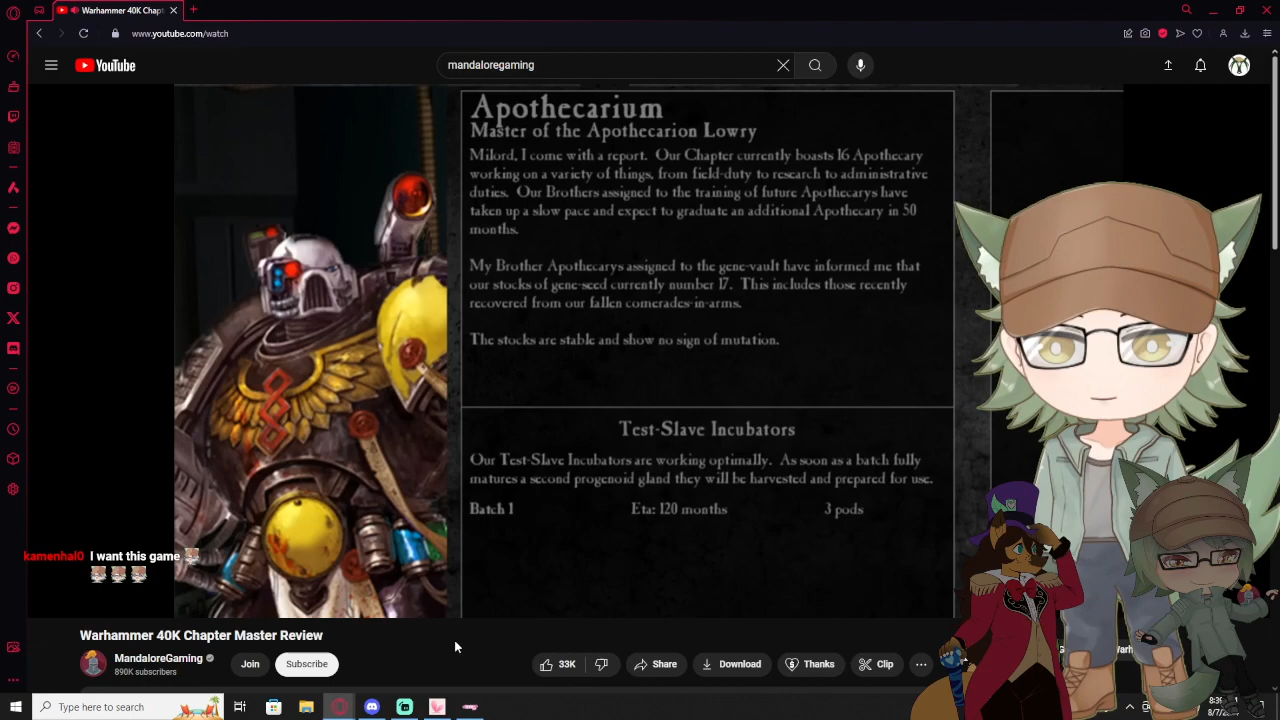 Warhammer 40K Chapt
www.youtube.com/watch
YouTube
mandaloregaming
Apothecarium
Master of the Apothecarion Lowry
Milord, I come with a report. Our Chapter currently boasts 16 Apothecary
working on a variety of things, from field-duty to research to administrative
duties. Our Brothers assigned to the training of future Apothecarys have
taken up a slow pace and expect to graduate an additional Apothecary in 50
months.
My Brother Apothecarys assigned to the gene-vault have informed me that
our stocks of gene-seed currently number 17. This includes those recently
recovered from our fallen comerades-in-arms.
The stocks are stable and show no sign of mutation.
Test-Slave Incubators
Our Test-Slave Incubators are working optimally. As soon as a batch fully
matures a second progenoid gland they will be harvested and prepared for use.
Batch 1 Eta: 120 months 3 pods
kamenhal0 I want this game
Warhammer 40K Chapter Master Review
MandaloreGaming
890K subscribers
Join
Subscribe
33K
Share
Download
Thanks
Clip
Type here to search